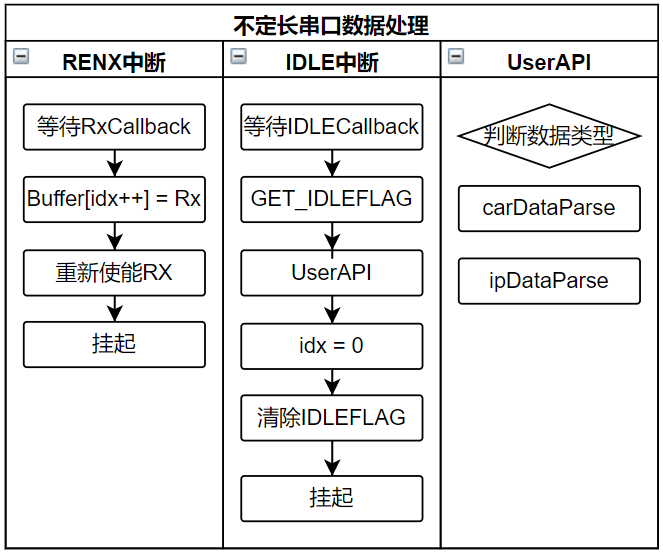 不定长串口数据处理
RENX中断
等待RxCallback
Buffer[idx++] = Rx
重新使能RX
挂起
IDLE中断
等待IDLECallback
GET_IDLEFLAG
UserAPI
idx = 0
清除IDLEFLAG
挂起
UserAPI
判断数据类型
carDataParse
ipDataParse